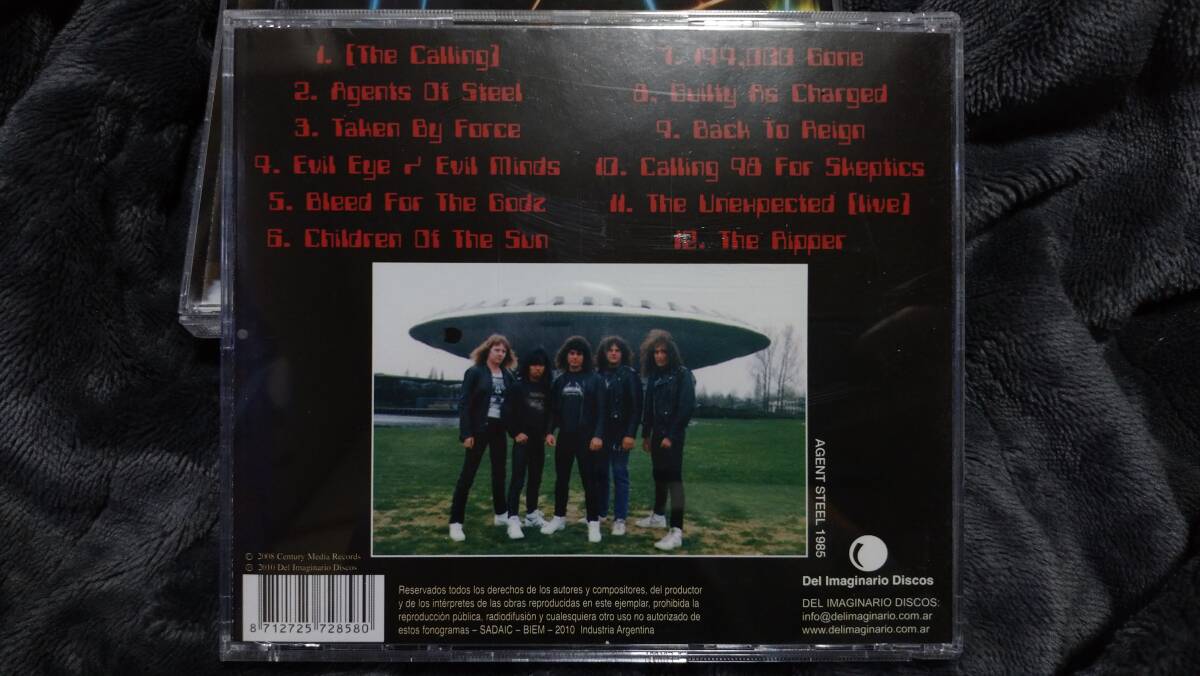 1. [The Calling]
2. Agents Of Steel
3. Taken By Force
4. Evil Eye / Evil Minds
5. Bleed For The Godz
6. Children Of The Sun
7. 144,000 Gone
8. Guilty As Charged
9. Back To Reign
10. Calling 98 For Skeptics
11. The Unexpected [live]
12. The Ripper
AGENT STEEL 1985
© 2008 Century Media Records
© 2010 Del Imaginario Discos
8 712725 728580
Reservados todos los derechos de los autores y compositores, del productor
y de los intérpretes de las obras reproducidas en este ejemplar, prohibida la
reproducción pública, radiodifusión y cualesquiera otro uso no autorizado de
estos fonogramas – SADAIC – BIEM – 2010 Industria Argentina
Del Imaginario Discos
DEL IMAGINARIO DISCOS:
info@delimaginario.com.ar
www.delimaginario.com.ar